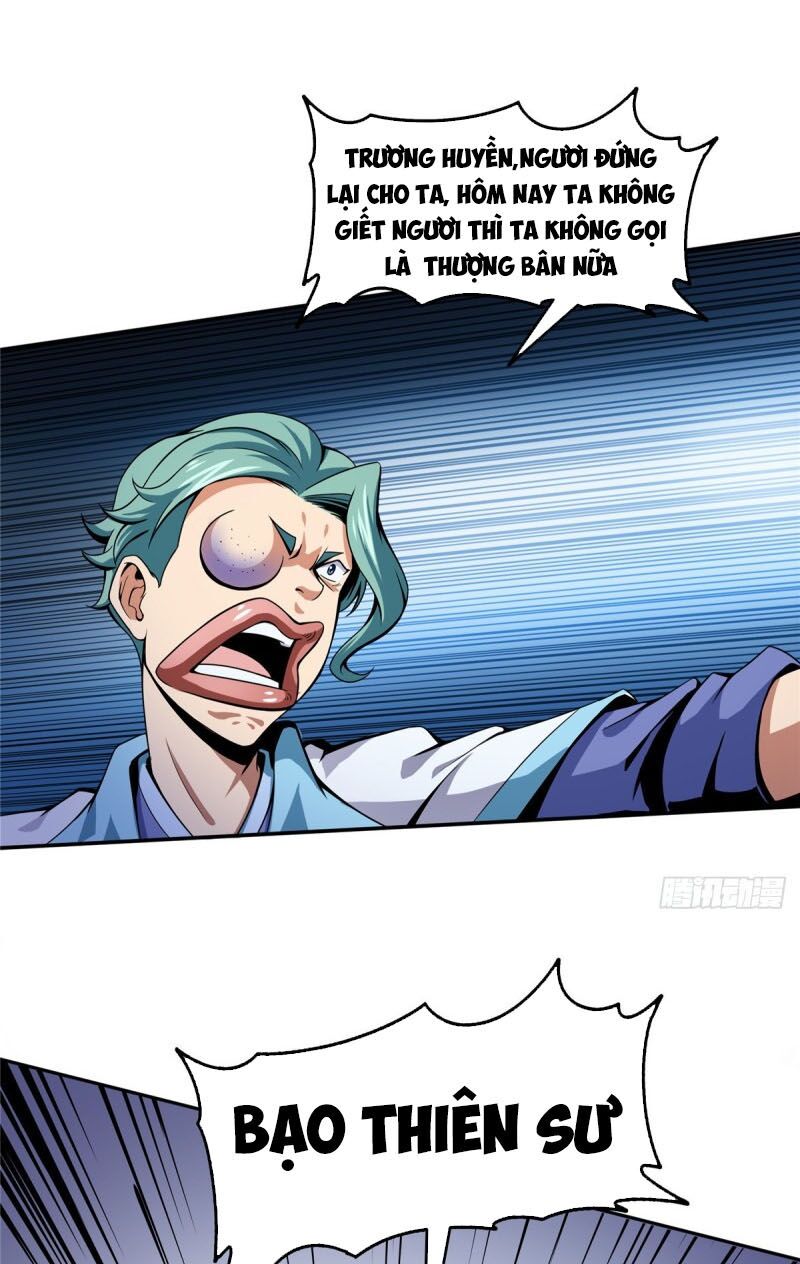 TRƯƠNG HUYỀN,NGƯƠI ĐỨNG
LẠI CHO TA, HÔM NAY TA KHÔNG
GIẾT NGƯƠI THÌ TA KHÔNG GỌI
LÀ THƯỢNG BÂN NỮA
腾讯动漫
BẠO THIÊN SƯ